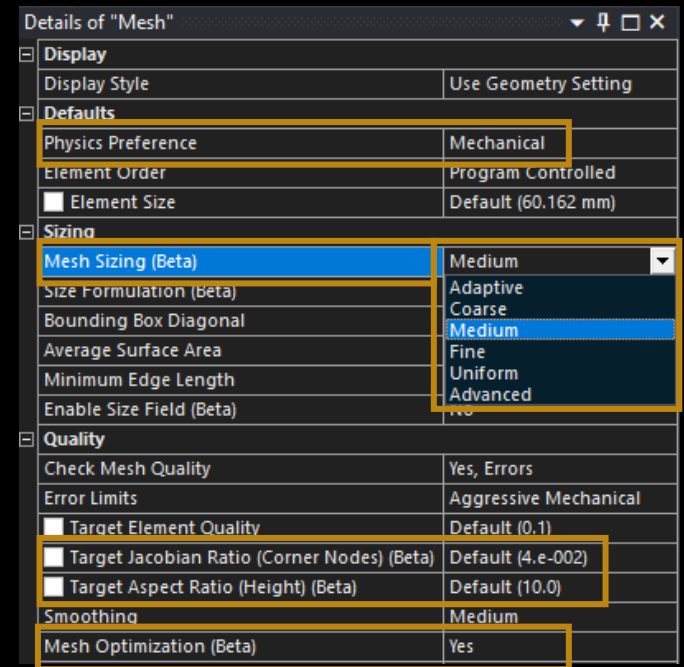 Details of "Mesh"
Display
Display Style Use Geometry Setting
Defaults
Physics Preference Mechanical
Element Order Program Controlled
Element Size Default (60.162 mm)
Sizing
Mesh Sizing (Beta) Medium
Size Formulation (Beta) Adaptive
Coarse
Bounding Box Diagonal Medium
Average Surface Area Fine
Minimum Edge Length Uniform
Advanced
Enable Size Field (Beta) No
Quality
Check Mesh Quality Yes, Errors
Error Limits Aggressive Mechanical
Target Element Quality Default (0.1)
Target Jacobian Ratio (Corner Nodes) (Beta) Default (4.e-002)
Target Aspect Ratio (Height) (Beta) Default (10.0)
Smoothing Medium
Mesh Optimization (Beta) Yes